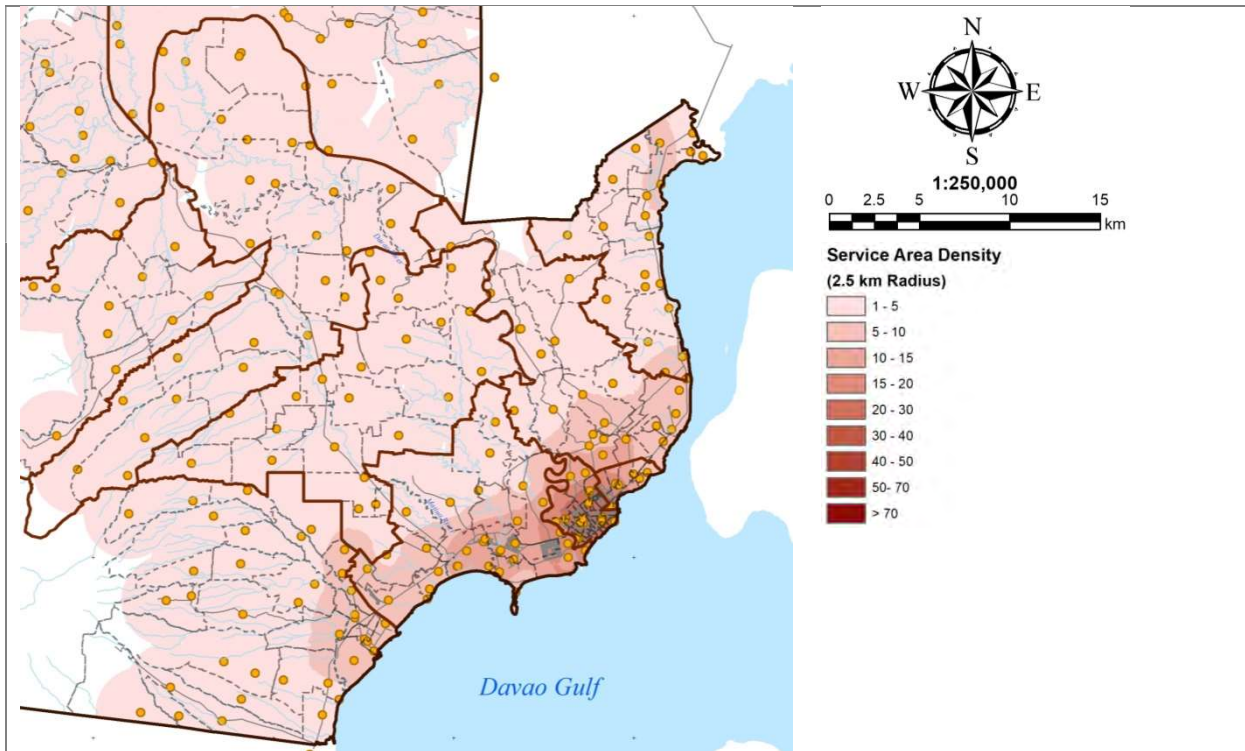 N
W E
S
1:250,000
0 2.5 5 10 15
km
Service Area Density
(2.5 km Radius)
1 - 5
5 - 10
10 - 15
15 - 20
20 - 30
30 - 40
40 - 50
50- 70
> 70
Davao Gulf